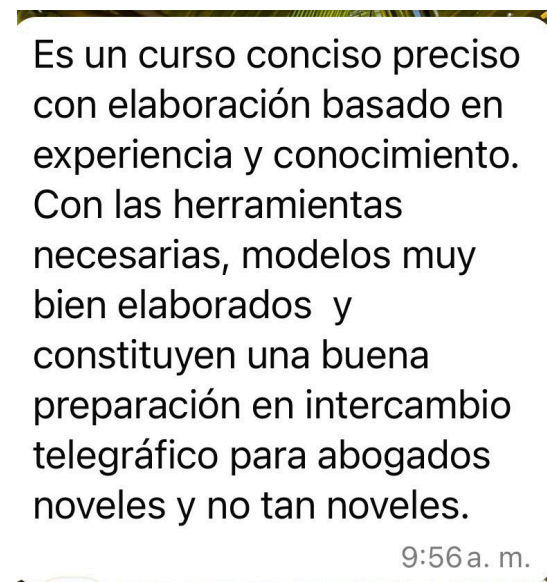 Es un curso conciso preciso
con elaboración basado en
experiencia y conocimiento.
Con las herramientas
necesarias, modelos muy
bien elaborados  y
constituyen una buena
preparación en intercambio
telegráfico para abogados
noveles y no tan noveles.
9:56 a. m.